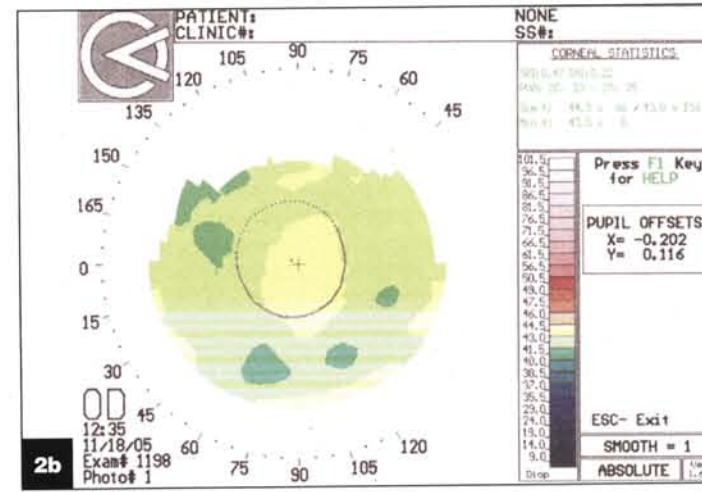 PATIENT:
CLINIC#:
NONE
SS#:
CORNEAL STATISTICS
135
120
105
90
75
60
45
150
165
0
15
30
45
60
75
90
105
120
OD
12:35
11/18/05
Exam# 1198
Photo# 1
2b
101.5
96.5
91.5
86.5
81.5
76.5
71.5
66.5
61.5
56.5
50.5
49.0
47.5
46.0
44.5
43.0
41.5
40.0
38.5
37.0
35.5
29.0
24.0
19.0
14.0
9.0
Diop
Press F1 Key
for HELP
PUPIL OFFSETS
X= -0.202
Y= 0.116
ESC- Exit
SMOOTH = 1
ABSOLUTE